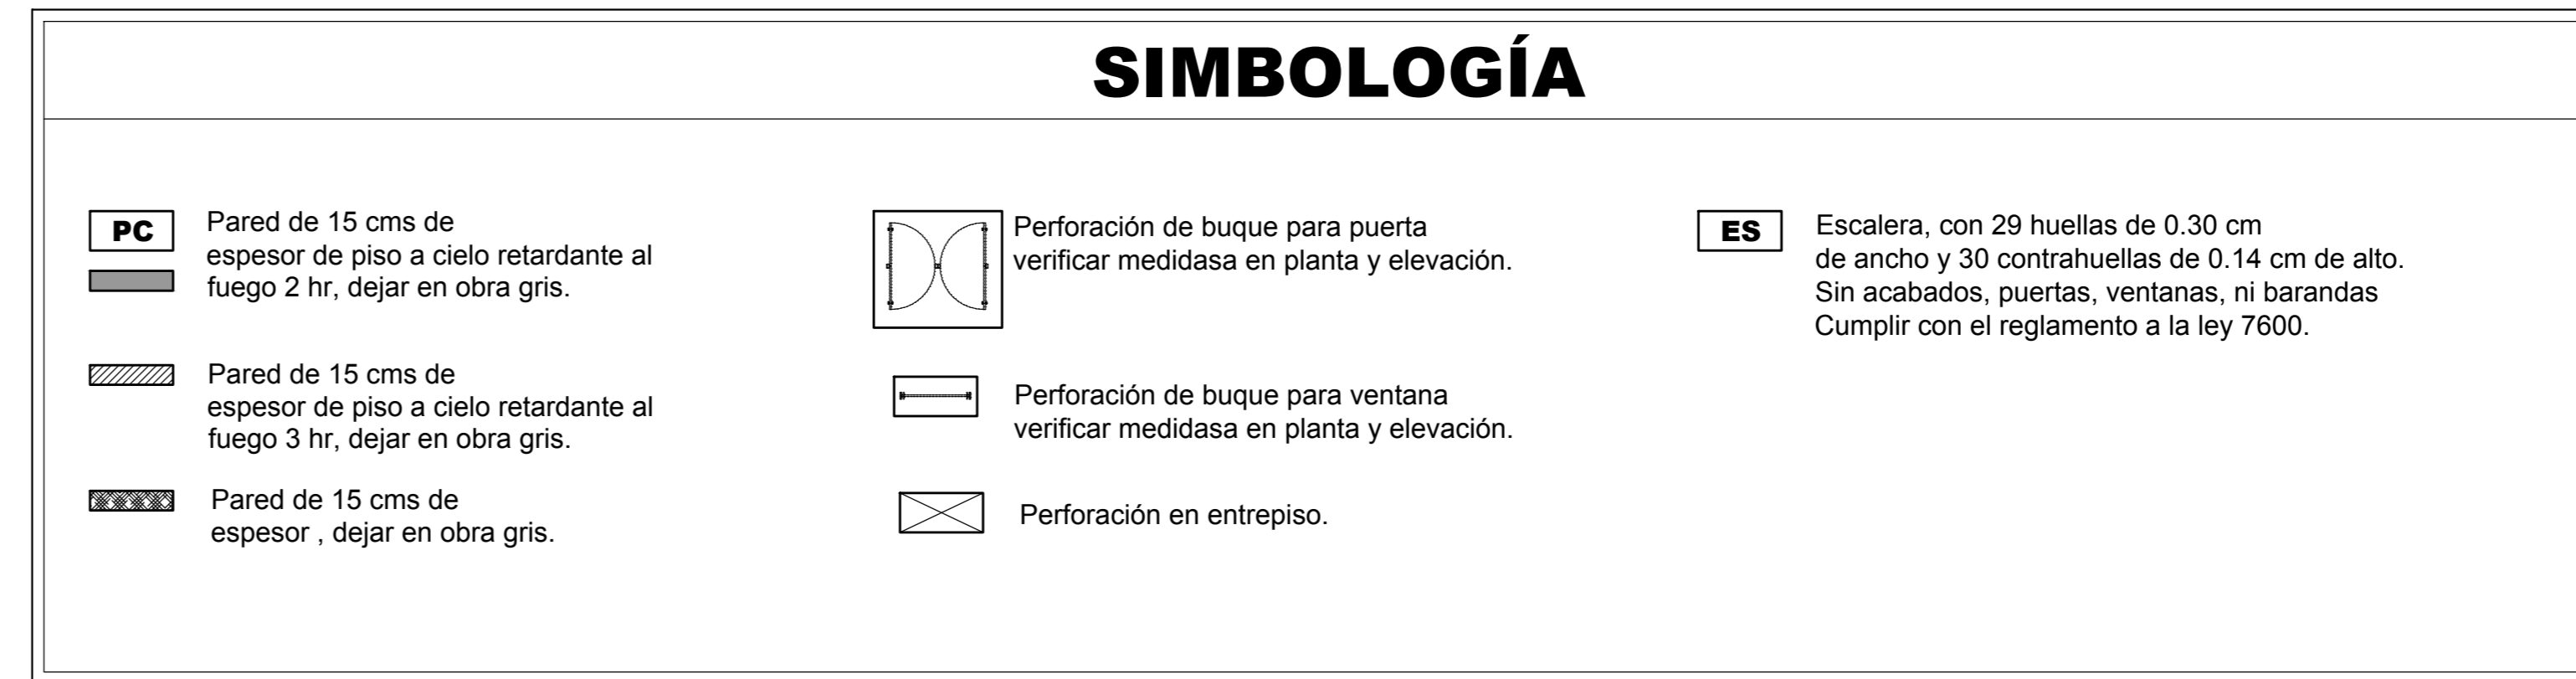 SIMBOLOGÍA
PC
Pared de 15 cms de
espesor de piso a cielo retardante al
fuego 2 hr, dejar en obra gris.
Pared de 15 cms de
espesor de piso a cielo retardante al
fuego 3 hr, dejar en obra gris.
Pared de 15 cms de
espesor , dejar en obra gris.
Perforación de buque para puerta
verificar medidasa en planta y elevación.
Perforación de buque para ventana
verificar medidasa en planta y elevación.
Perforación en entrepiso.
ES
Escalera, con 29 huellas de 0.30 cm
de ancho y 30 contrahuellas de 0.14 cm de alto.
Sin acabados, puertas, ventanas, ni barandas
Cumplir con el reglamento a la ley 7600.